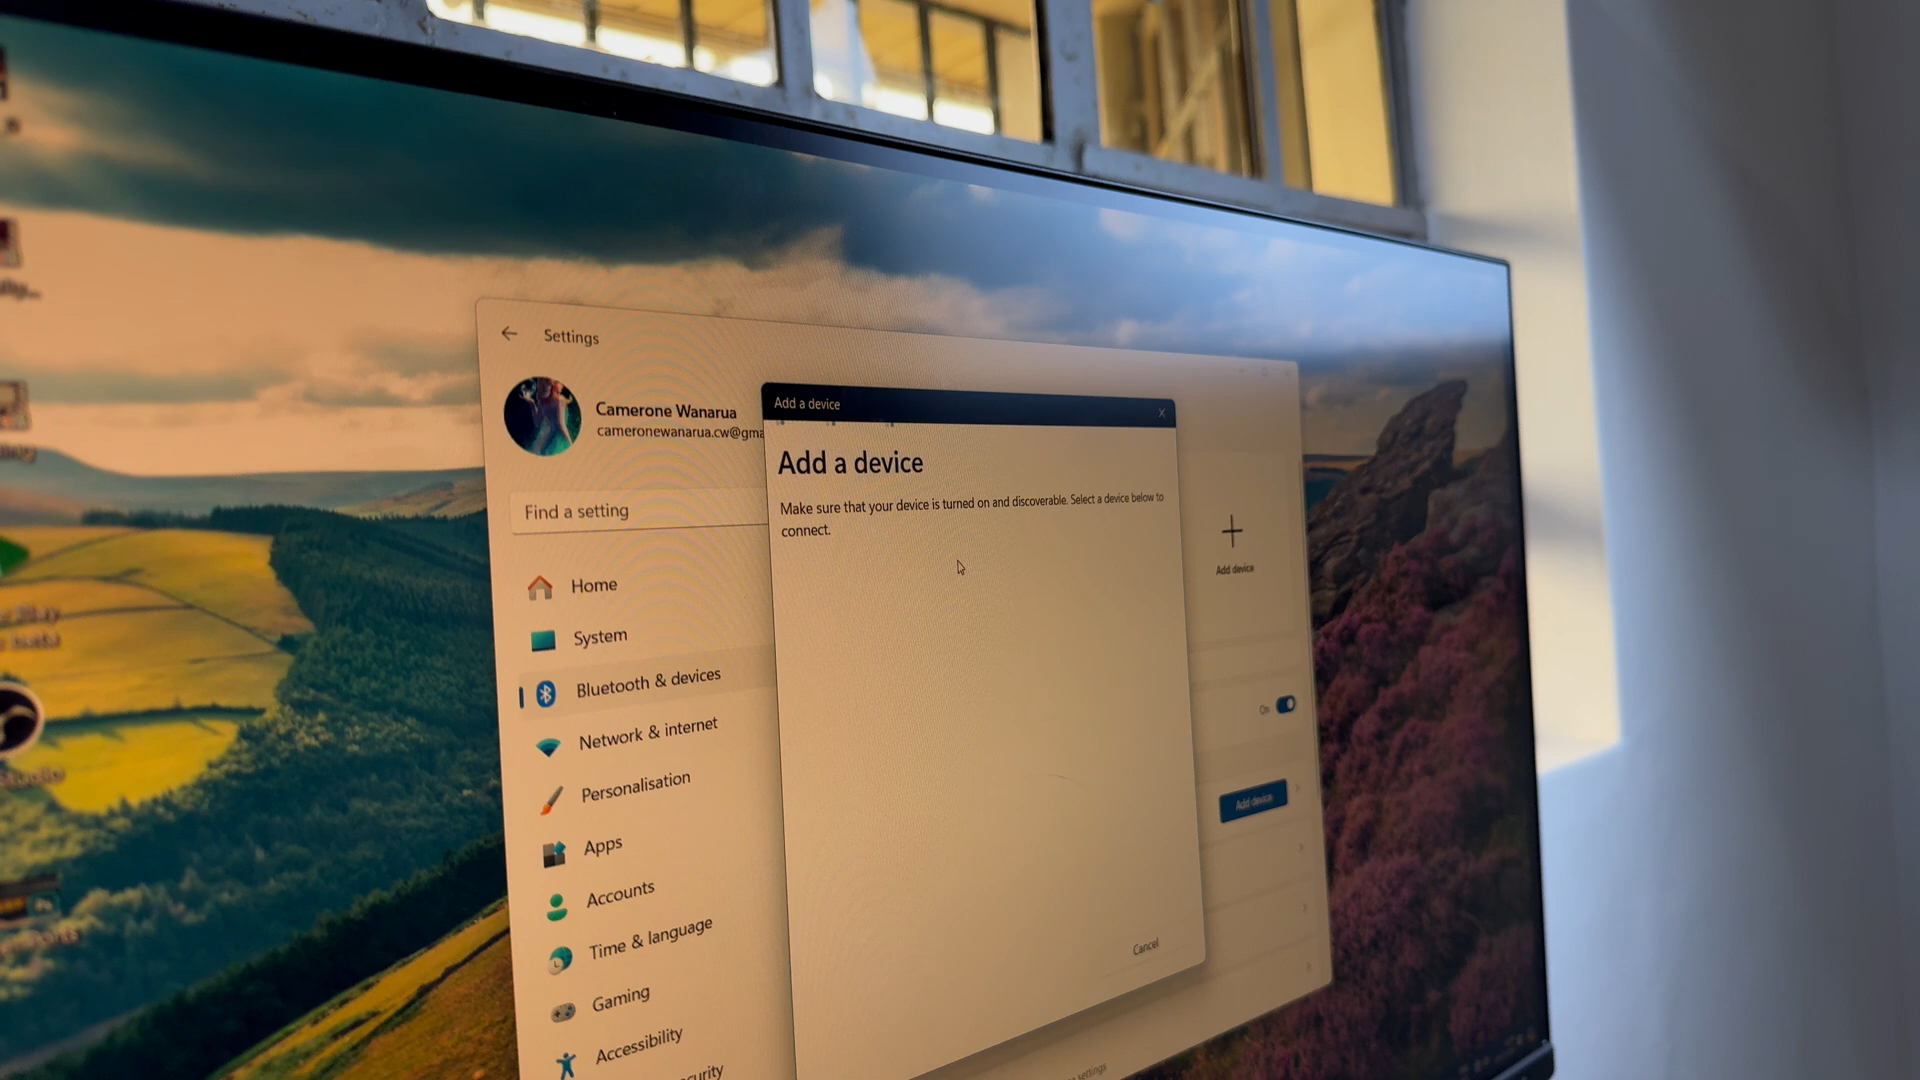 Settings
Camerone Wanarua
cameronewanarua.cw@gma
Find a setting
Home
System
Bluetooth & devices
Network & internet
Personalisation
Apps
Accounts
Time & language
Gaming
Accessibility
curity
Add a device
X
Add a device
Make sure that your device is turned on and discoverable. Select a device below to
connect.
Cancel
Add device
On
Add device
settings